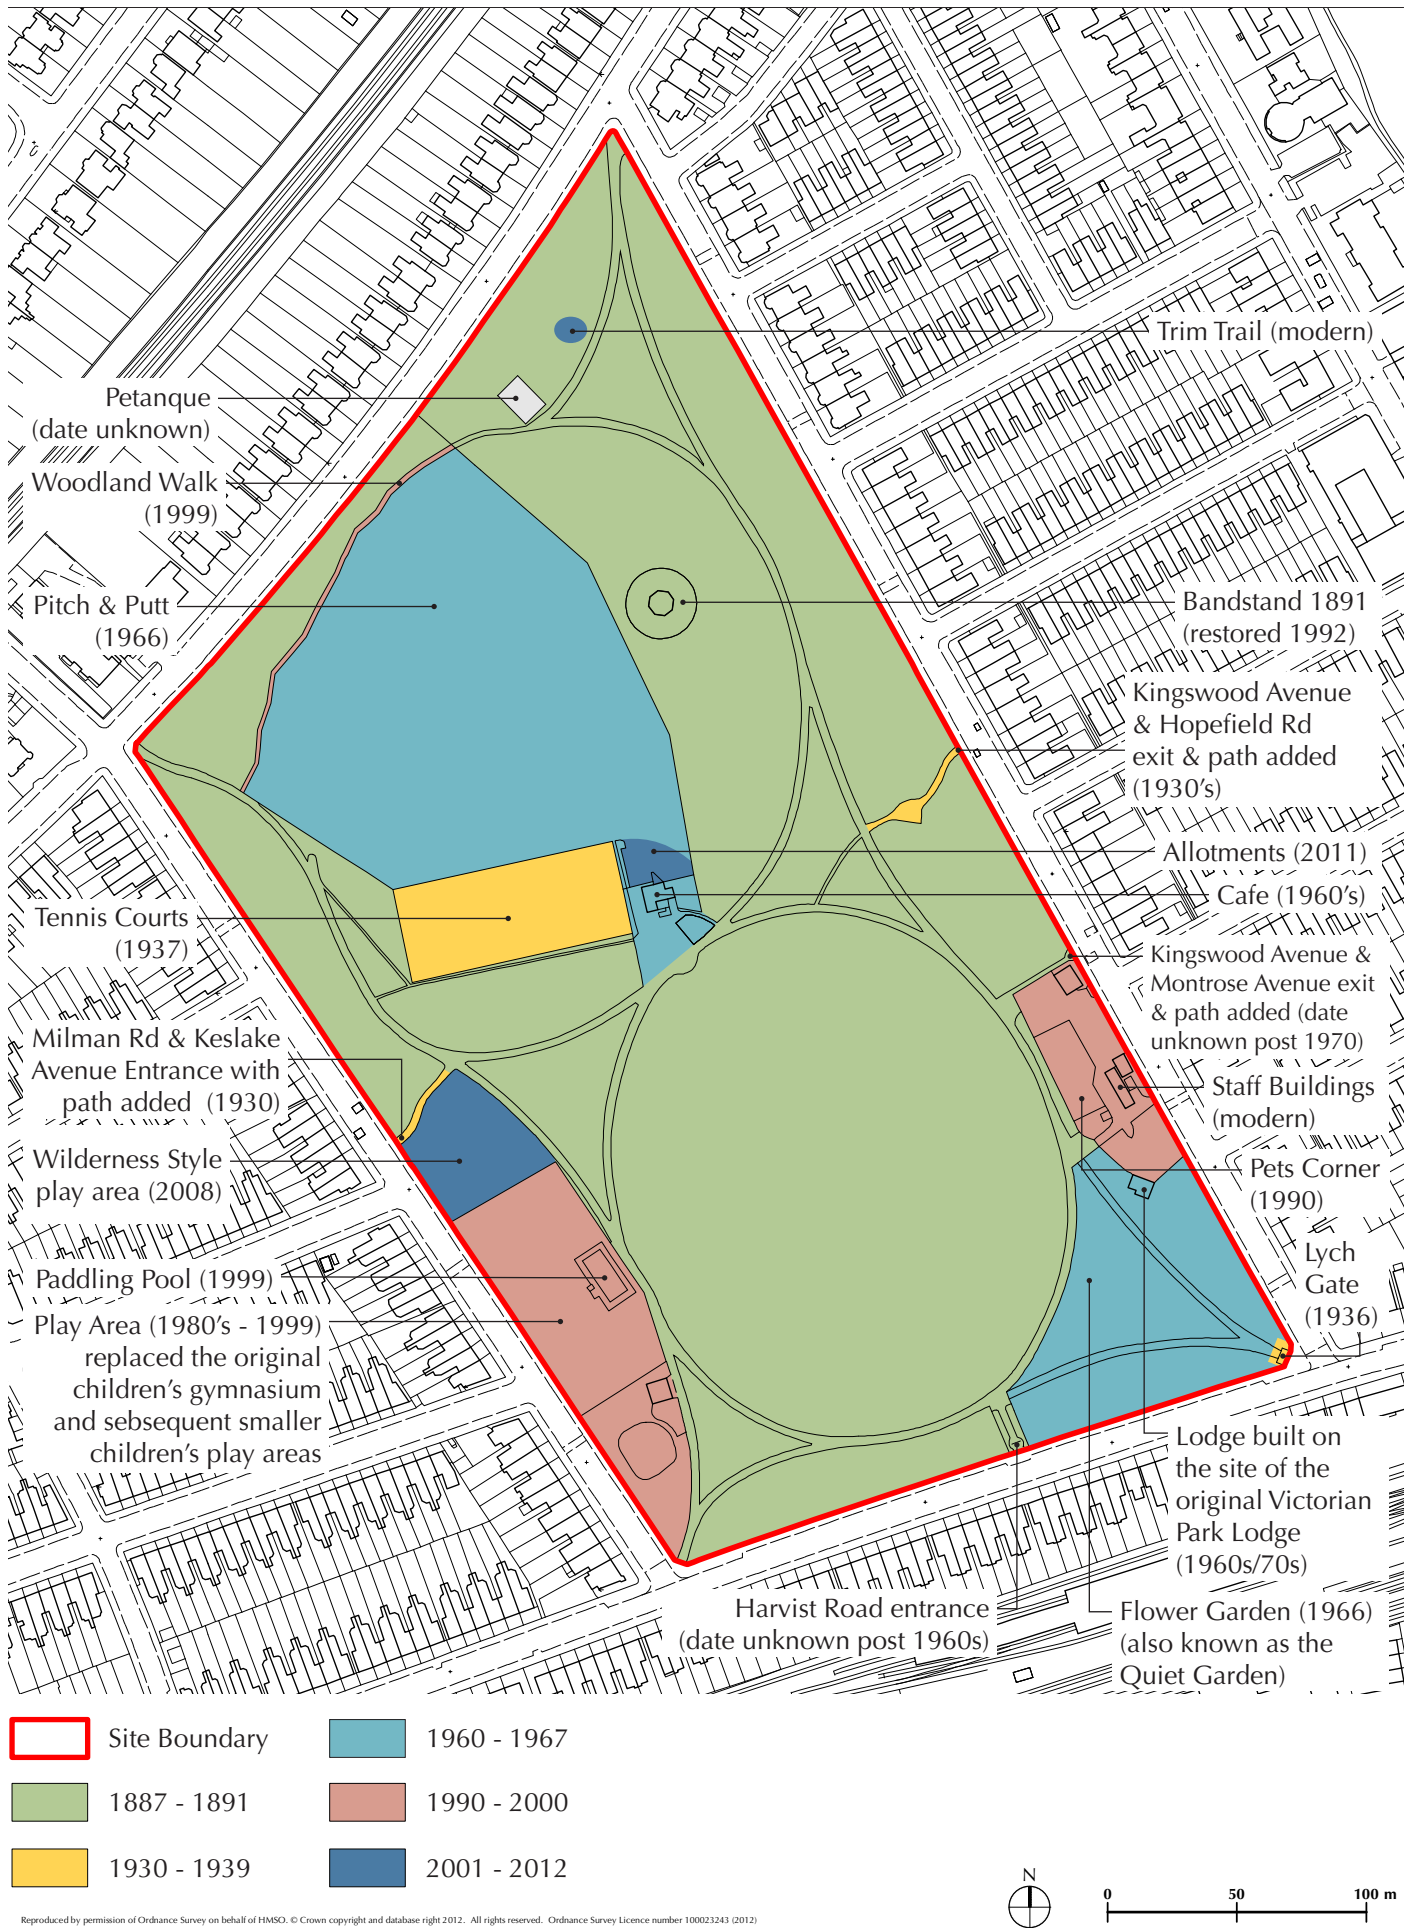 Petanque
(date unknown)
Woodland Walk
(1999)
Pitch & Putt
(1966)
Tennis Courts
(1937)
Milman Rd & Keslake
Avenue Entrance with
path added (1930)
Wilderness Style
play area (2008)
Paddling Pool (1999)
Play Area (1980's - 1999)
replaced the original
children's gymnasium
and sebsequent smaller
children's play areas
Trim Trail (modern)
Bandstand 1891
(restored 1992)
Kingswood Avenue
& Hopefield Rd
exit & path added
(1930's)
Allotments (2011)
Cafe (1960's)
Kingswood Avenue &
Montrose Avenue exit
& path added (date
unknown post 1970)
Staff Buildings
(modern)
Pets Corner
(1990)
Lych
Gate
(1936)
Lodge built on
the site of the
original Victorian
Park Lodge
(1960s/70s)
Harvist Road entrance
(date unknown post 1960s)
Flower Garden (1966)
(also known as the
Quiet Garden)
Site Boundary
1887 - 1891
1930 - 1939
1960 - 1967
1990 - 2000
2001 - 2012
N
0 50 100 m
Reproduced by permission of Ordnance Survey on behalf of HMSO. © Crown copyright and database right 2012. All rights reserved. Ordnance Survey Licence number 100023243 (2012)